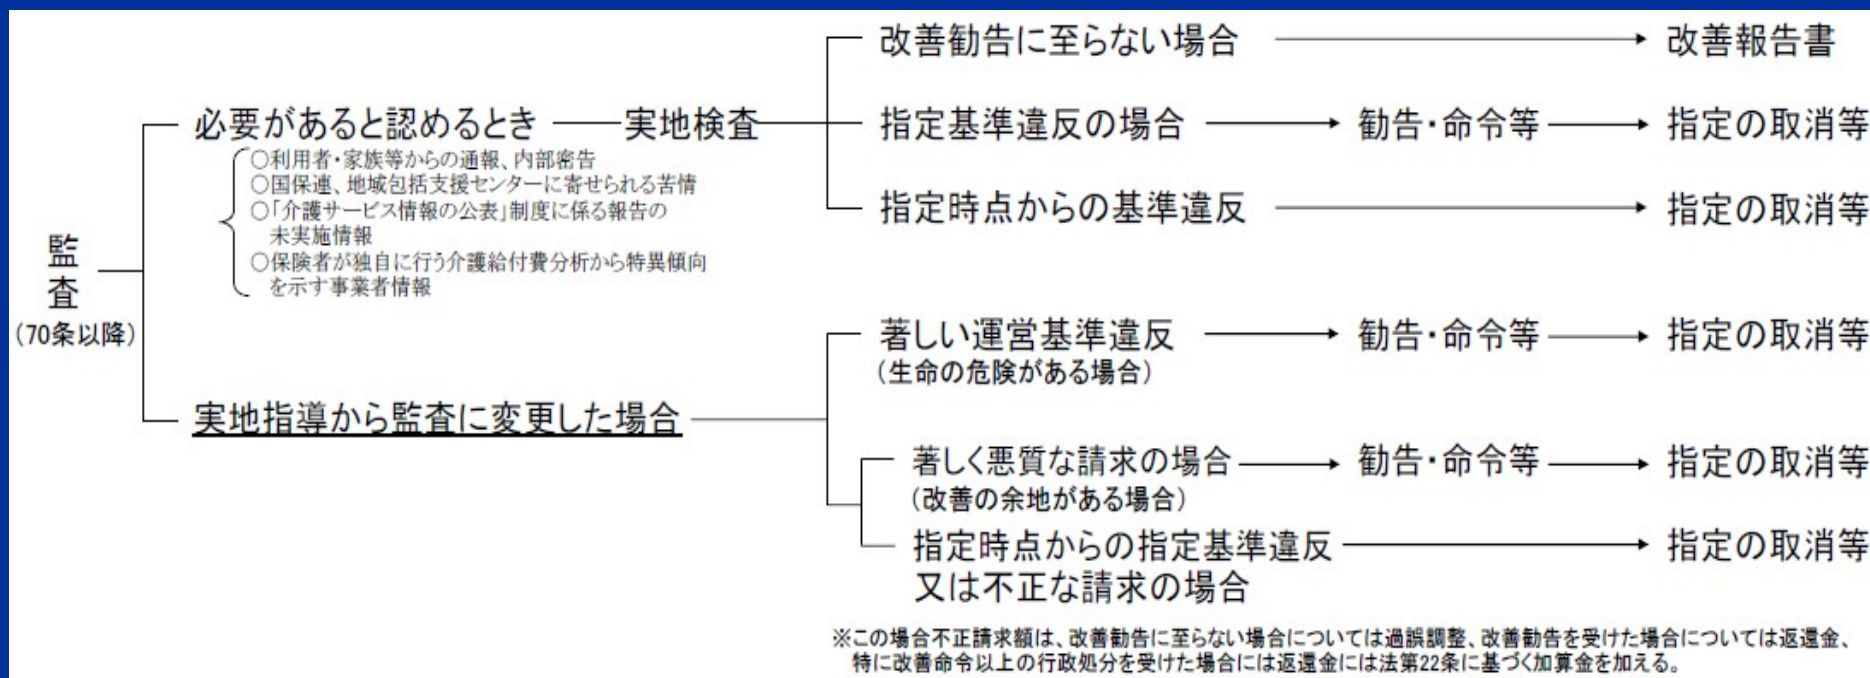 監査
(70条以降)
必要があると認めるとき
○利用者・家族等からの通報、内部密告
○国保連、地域包括支援センターに寄せられる苦情
○「介護サービス情報の公表」制度に係る報告の
未実施情報
○保険者が独自に行う介護給付費分析から特異傾向
を示す事業者情報
実地検査
改善勧告に至らない場合
改善報告書
指定基準違反の場合
勧告・命令等
指定の取消等
指定時点からの基準違反
指定の取消等
実地指導から監査に変更した場合
著しい運営基準違反
(生命の危険がある場合)
勧告・命令等
指定の取消等
著しく悪質な請求の場合
(改善の余地がある場合)
勧告・命令等
指定の取消等
指定時点からの指定基準違反
又は不正な請求の場合
指定の取消等
※この場合不正請求額は、改善勧告に至らない場合については過誤調整、改善勧告を受けた場合については返還金、
特に改善命令以上の行政処分を受けた場合には返還金には法第22条に基づく加算金を加える。